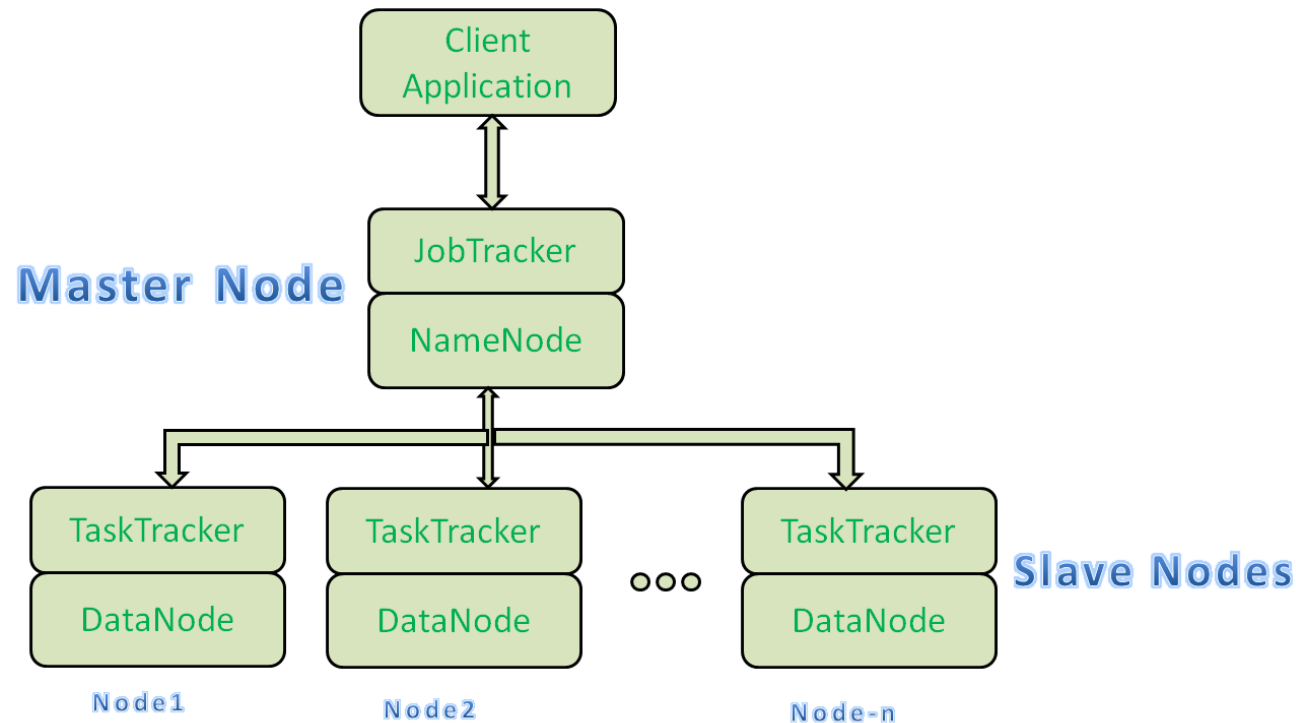 Client
Application
JobTracker
Master Node
NameNode
TaskTracker
TaskTracker
TaskTracker
Slave Nodes
DataNode
DataNode
DataNode
Node1
Node2
Node-n